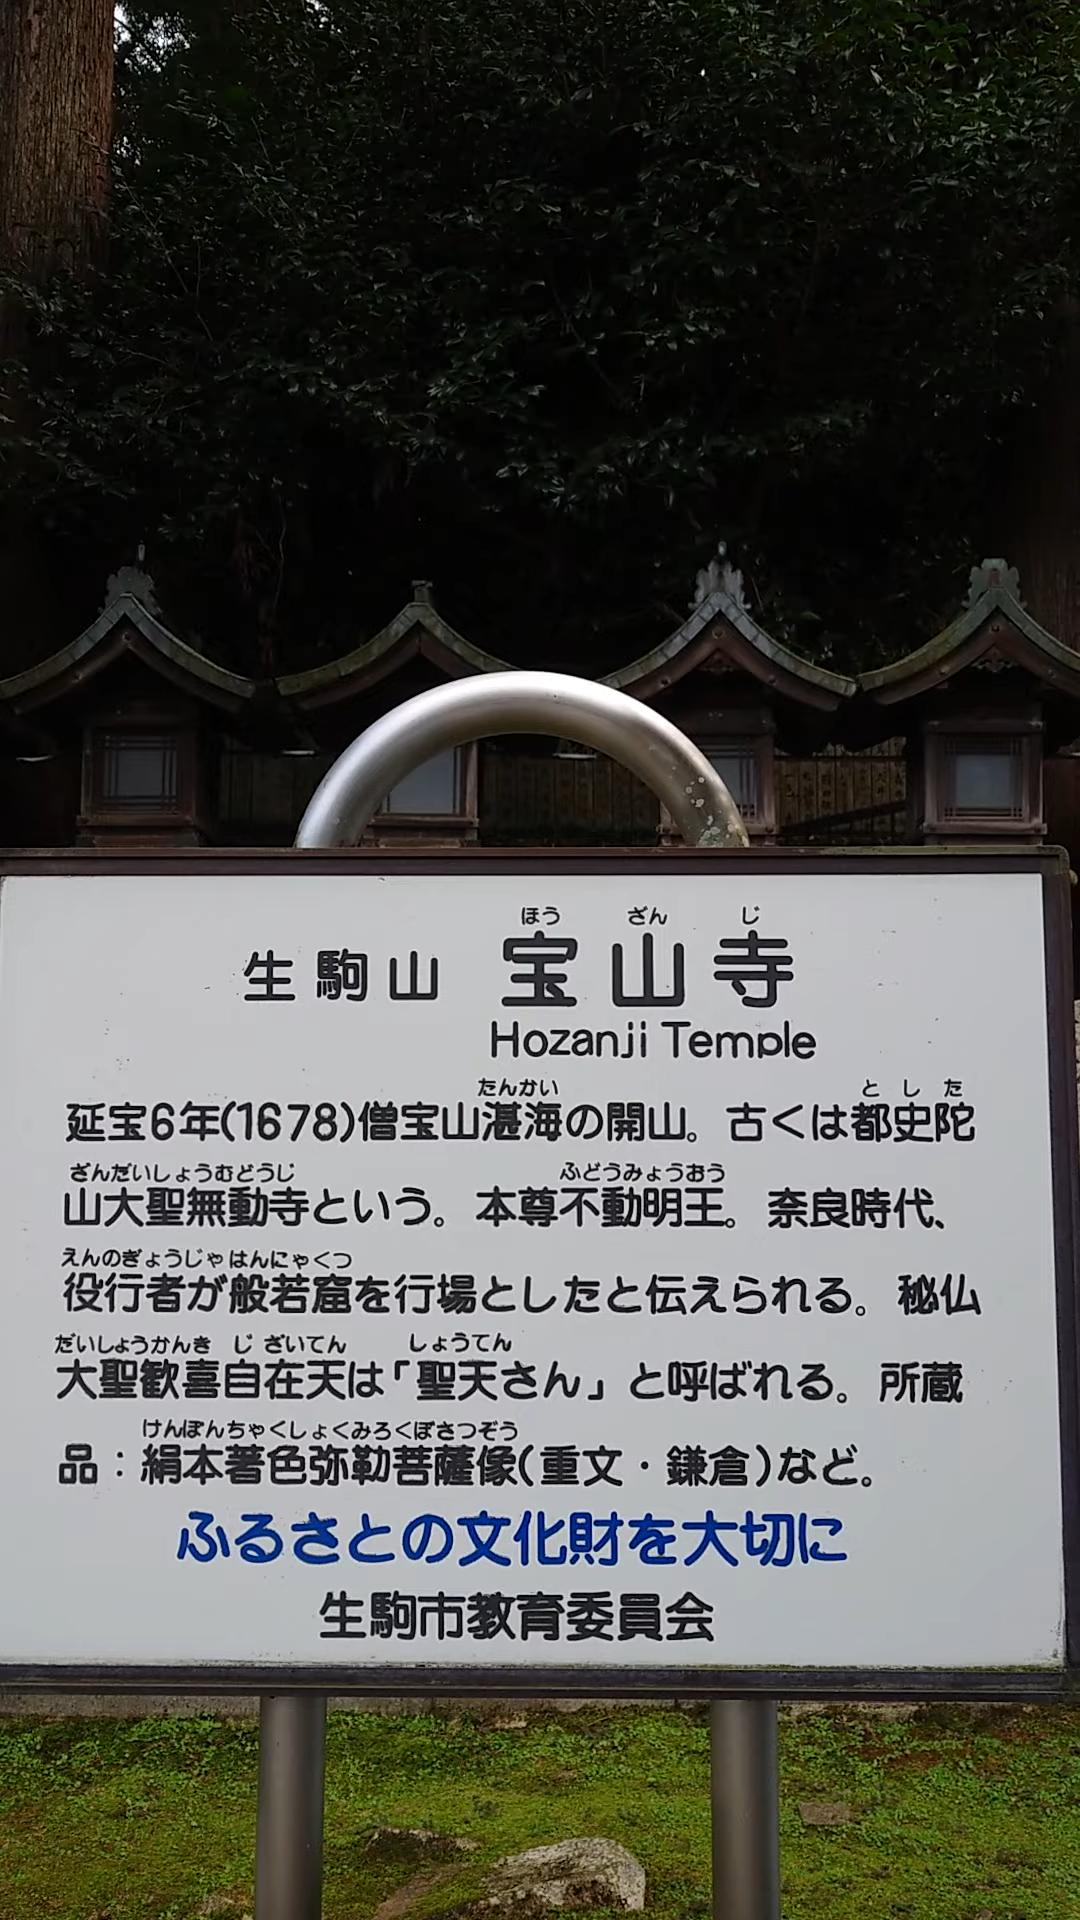 ほう ざん じ
生駒山 宝山寺
Hozanji Temple
たんかい と し た
延宝6年(1678)僧宝山湛海の開山。古くは都史陀
ざんだいしょうむどうじ ふどうみょうおう
山大聖無動寺という。本尊不動明王。奈良時代、
えんのぎょうじゃはんにゃくつ
役行者が般若窟を行場としたと伝えられる。秘仏
だいしょうかんき じ ざいてん しょうてん
大聖歓喜自在天は「聖天さん」と呼ばれる。所蔵
けんぽんちゃくしょくみろくぼさつぞう
品：絹本著色弥勒菩薩像(重文・鎌倉)など。
ふるさとの文化財を大切に
生駒市教育委員会